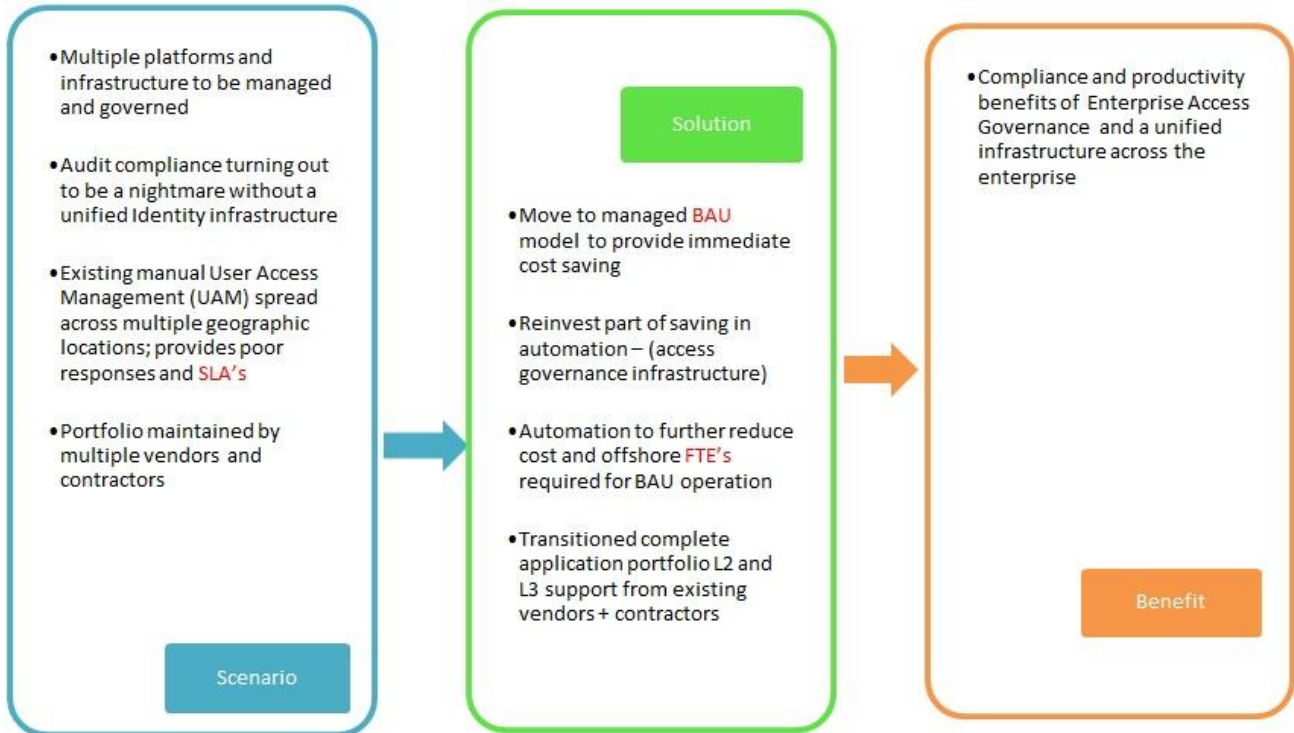 •Multiple platforms and
infrastructure to be managed
and governed
•Audit compliance turning out
to be a nightmare without a
unified Identity infrastructure
•Existing manual User Access
Management (UAM) spread
across multiple geographic
locations; provides poor
responses and SLA's
•Portfolio maintained by
multiple vendors and
contractors
Scenario
Solution
•Move to managed BAU
model to provide immediate
cost saving
•Reinvest part of saving in
automation – (access
governance infrastructure)
•Automation to further reduce
cost and offshore FTE's
required for BAU operation
•Transitioned complete
application portfolio L2 and
L3 support from existing
vendors + contractors
•Compliance and productivity
benefits of Enterprise Access
Governance and a unified
infrastructure across the
enterprise
Benefit